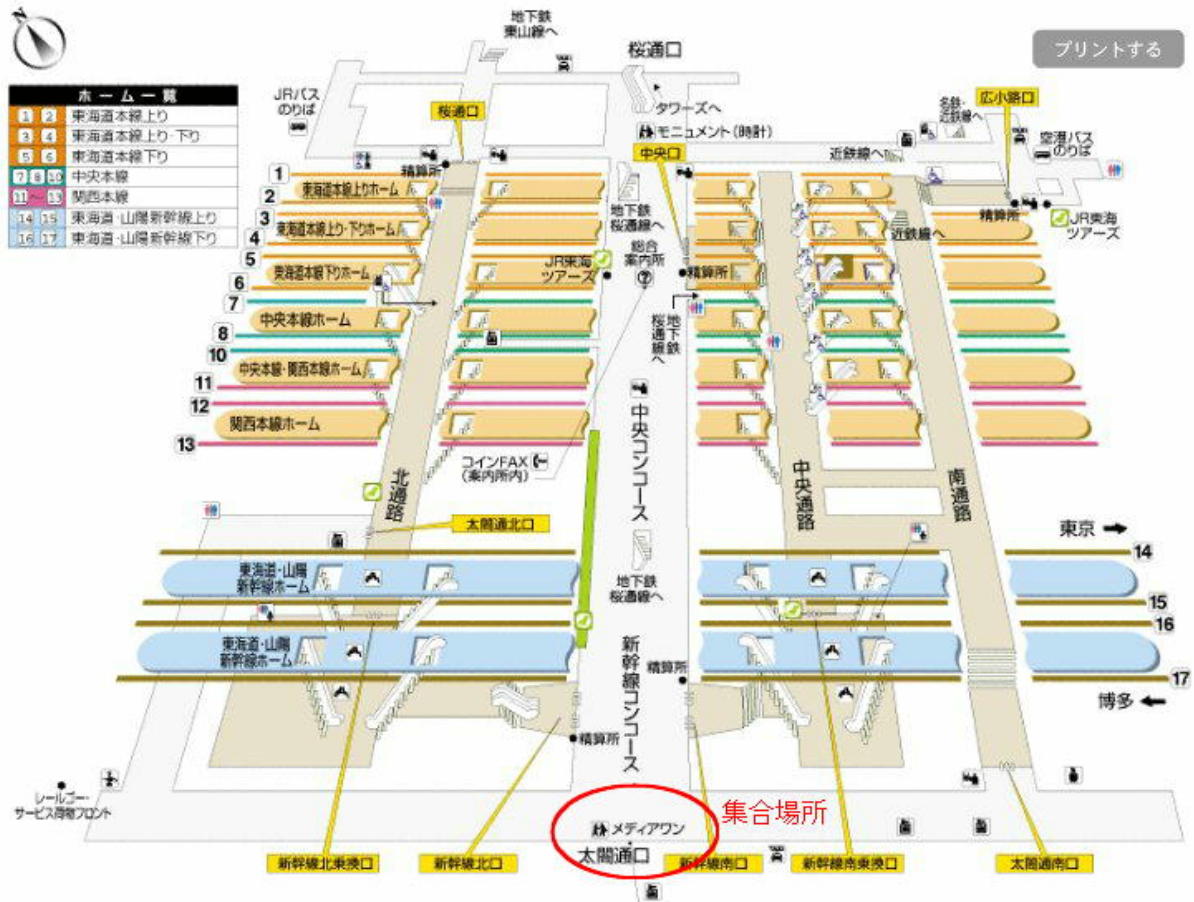 N
地下鉄
東山線へ
桜通口
プリントする
ホーム一覧
1 2 東海道本線上り
3 4 東海道本線上り・下り
5 6 東海道本線下り
7 8 10 中央本線
11～13 関西本線
14 15 東海道・山陽新幹線上り
16 17 東海道・山陽新幹線下り
JRバス
のりば
桜通口
タワーズへ
モニュメント(時計)
中央口
名鉄・
近鉄線へ
広小路口
空港バス
のりば
近鉄線へ
精算所
精算所
JR東海
ツアーズ
近鉄線へ
1
東海道本線上りホーム
2
3
東海道本線上り・下りホーム
4
5
東海道本線下りホーム
6
7
中央本線ホーム
8
10
中央本線・関西本線ホーム
11
12
関西本線ホーム
13
地下鉄
桜通線へ
総合
案内所
JR東海
ツアーズ
精算所
地下鉄
桜通線へ
コインFAX
(案内所内)
中央コンコース
北通路
中央通路
南通路
太閤通北口
東京
14
東海道・山陽
新幹線ホーム
地下鉄
桜通線へ
15
16
東海道・山陽
新幹線ホーム
新幹線コンコース
精算所
17
博多
精算所
レールゴー・
サービス荷物フロント
集合場所
メディアワン
太閤通口
新幹線北乗換口
新幹線北口
新幹線南口
新幹線南乗換口
太閤通南口